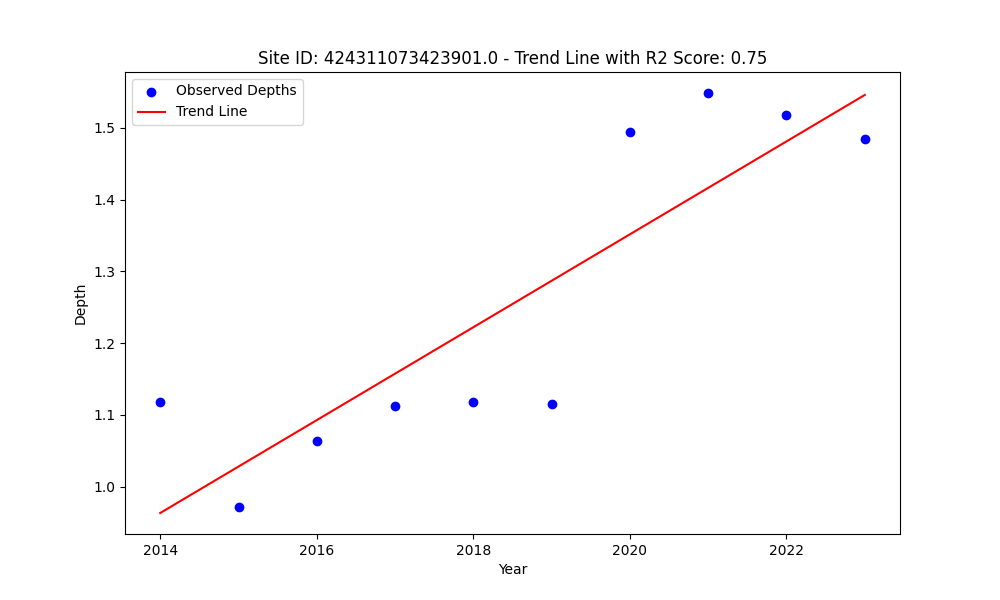 Site ID: 424311073423901.0 - Trend Line with R2 Score: 0.75
Observed Depths
Trend Line
Depth
1.5
1.4
1.3
1.2
1.1
1.0
2014 2016 2018 2020 2022
Year